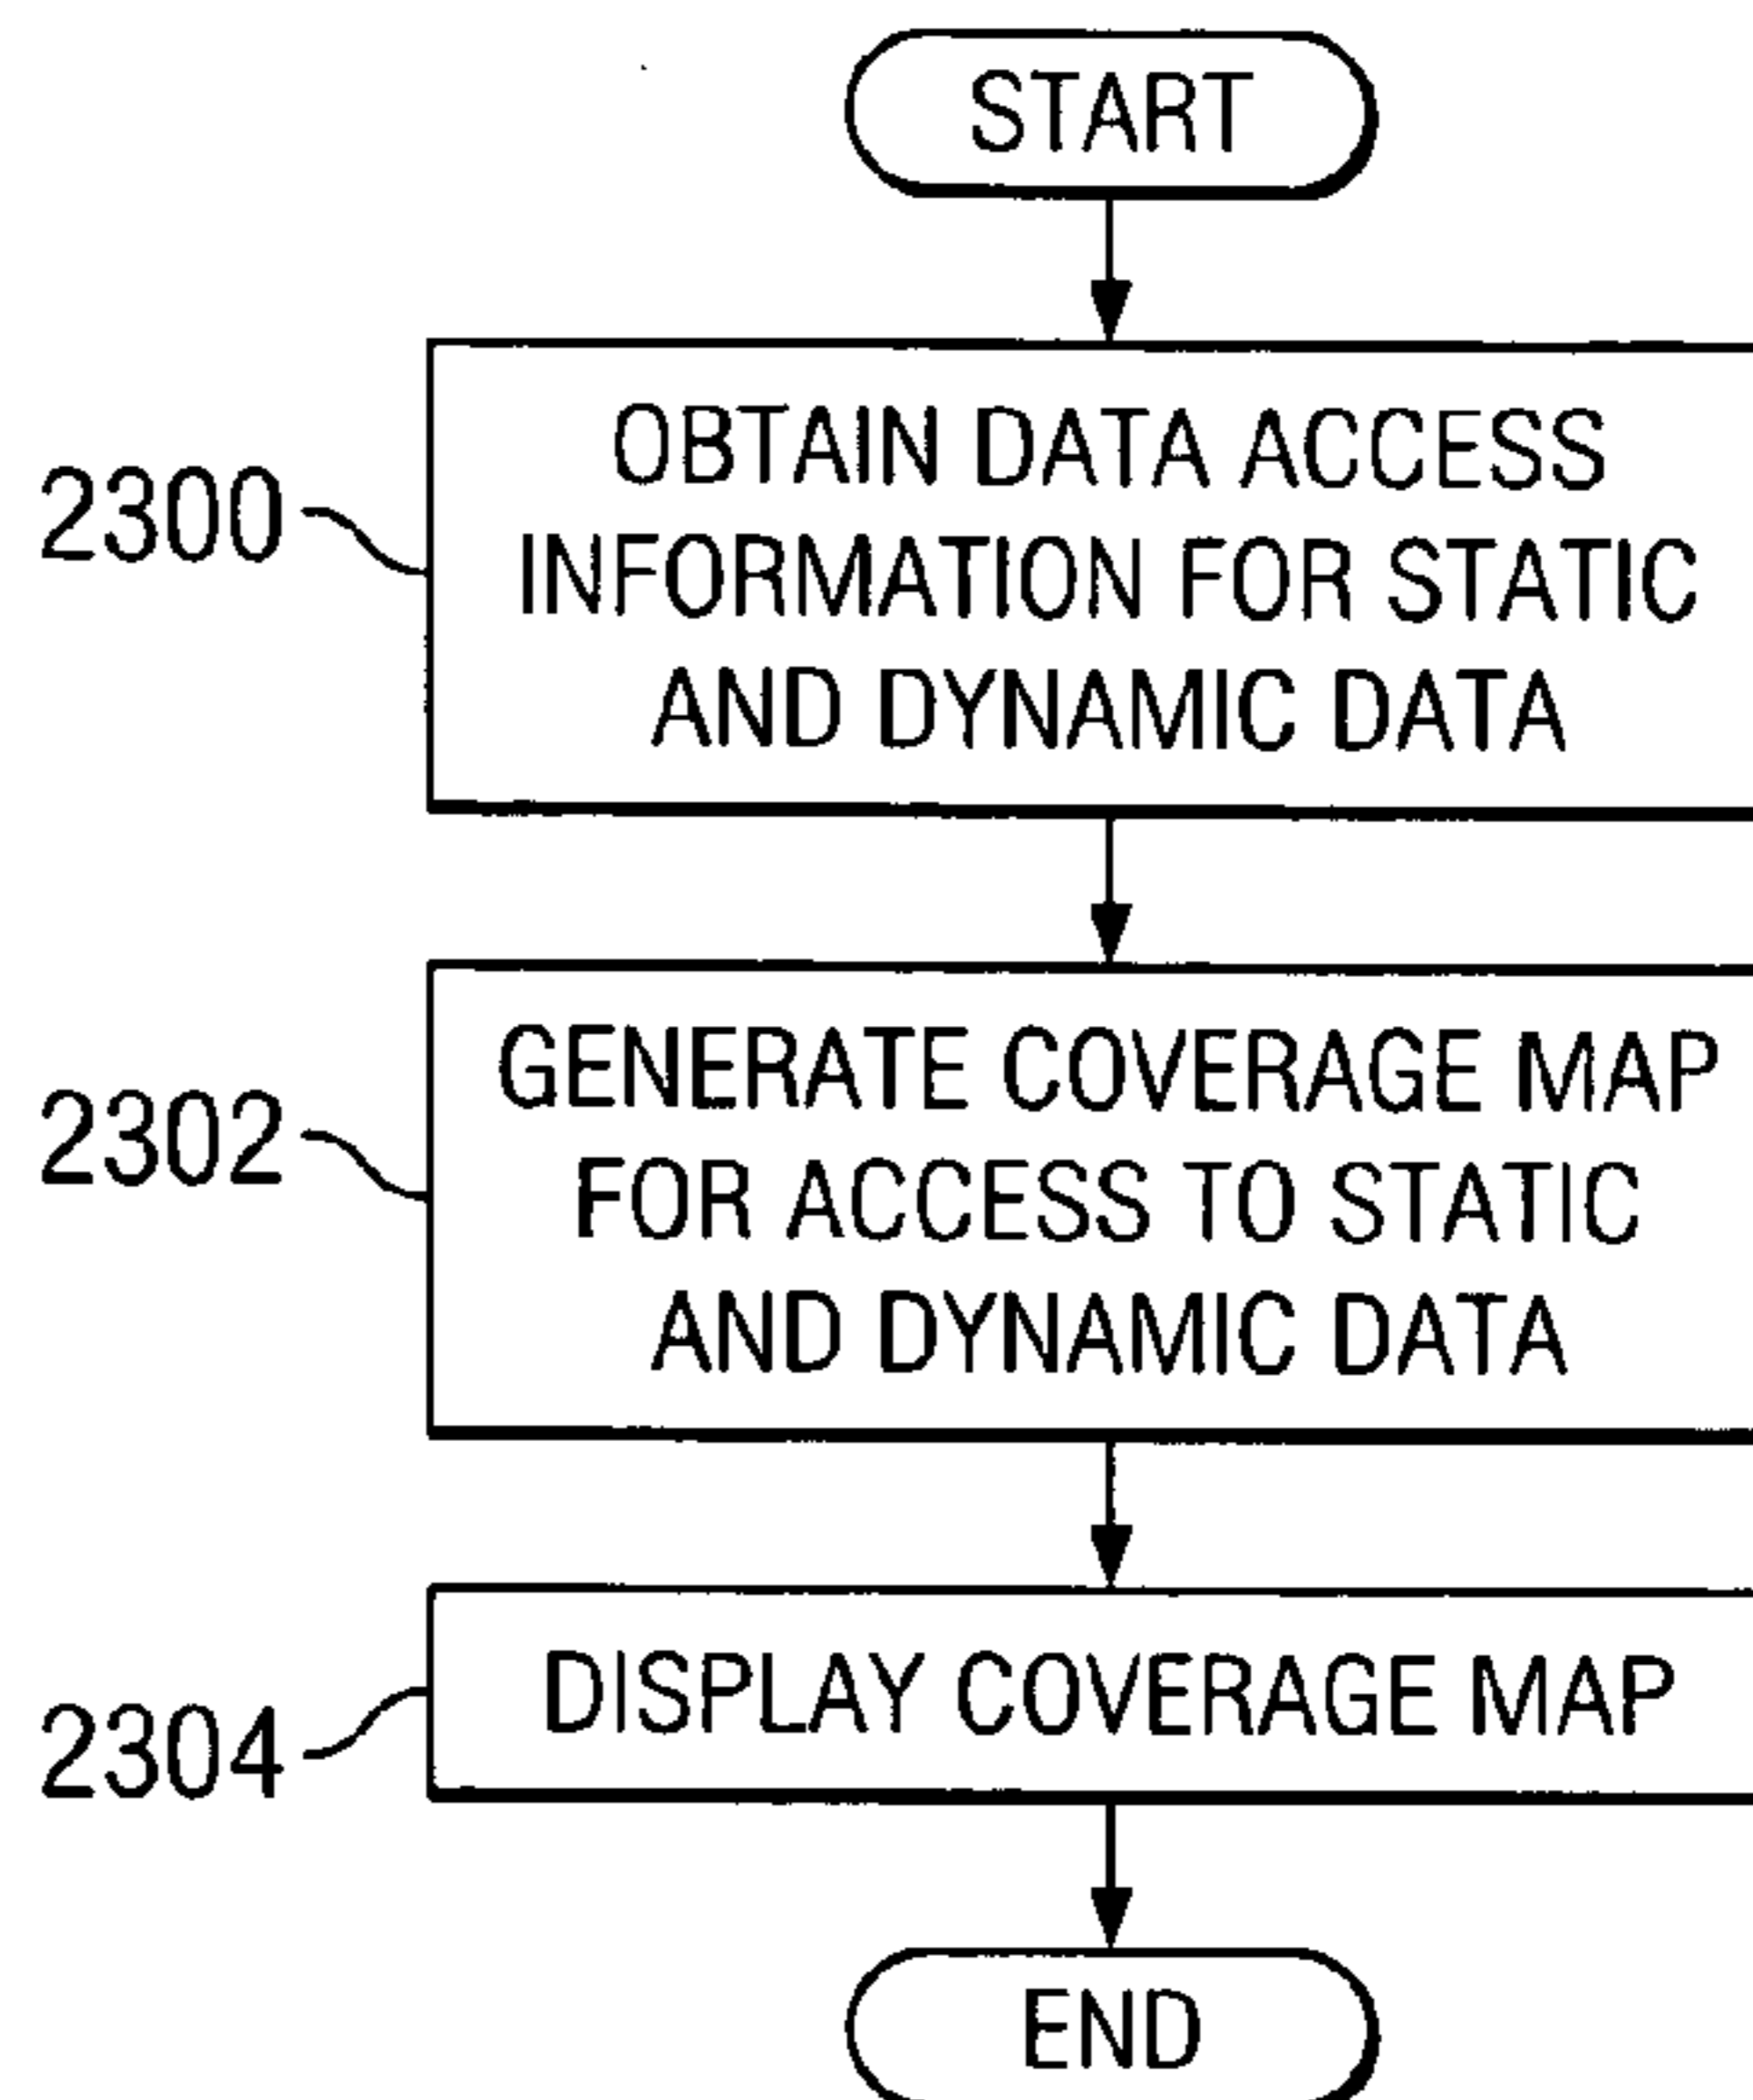 START
OBTAIN DATA ACCESS
INFORMATION FOR STATIC
AND DYNAMIC DATA
2300
GENERATE COVERAGE MAP
FOR ACCESS TO STATIC
AND DYNAMIC DATA
2302
DISPLAY COVERAGE MAP
2304
END